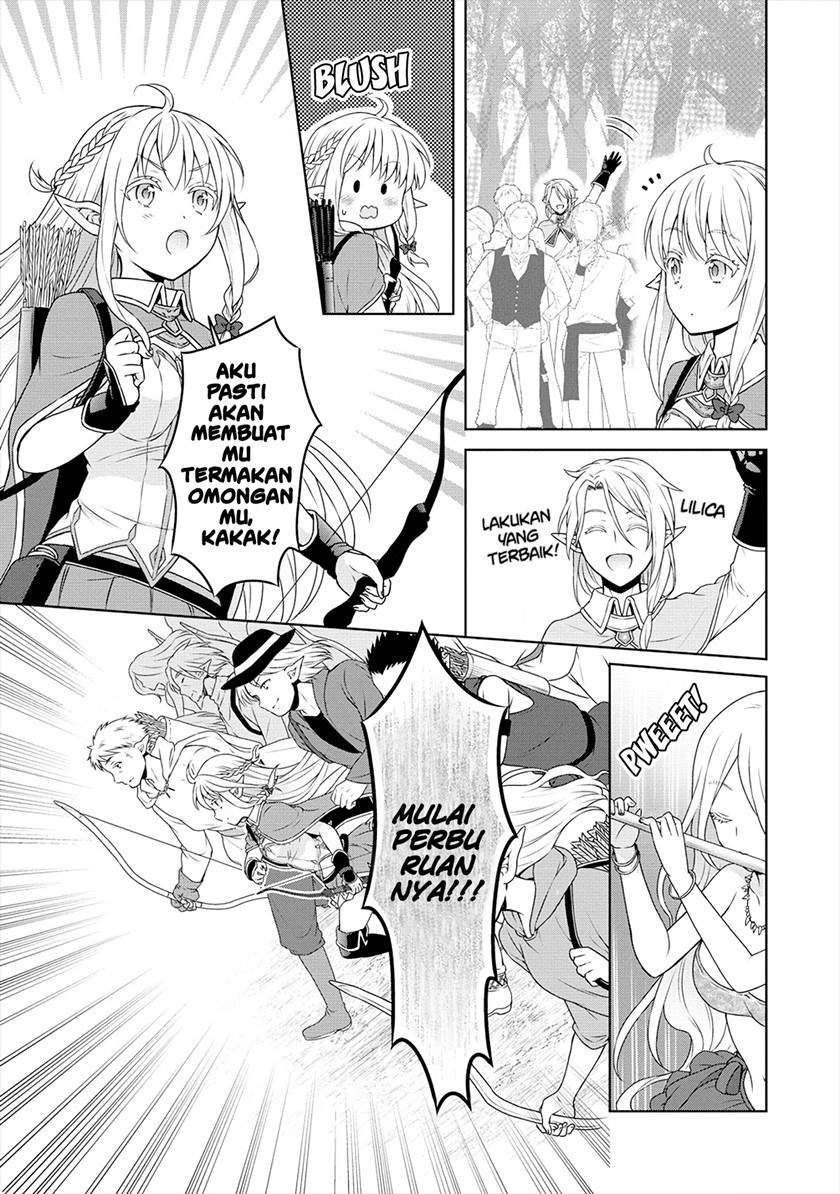 LILICA
LAKUKAN
YANG
TERBAIK!
BLUSH
AKU
PASTI
AKAN
MEMBUAT
MU
TERMAKAN
OMONGAN
MU,
KAKAK!
PWEEET!
MULAI
PERBU
RUAN
NYA!!!